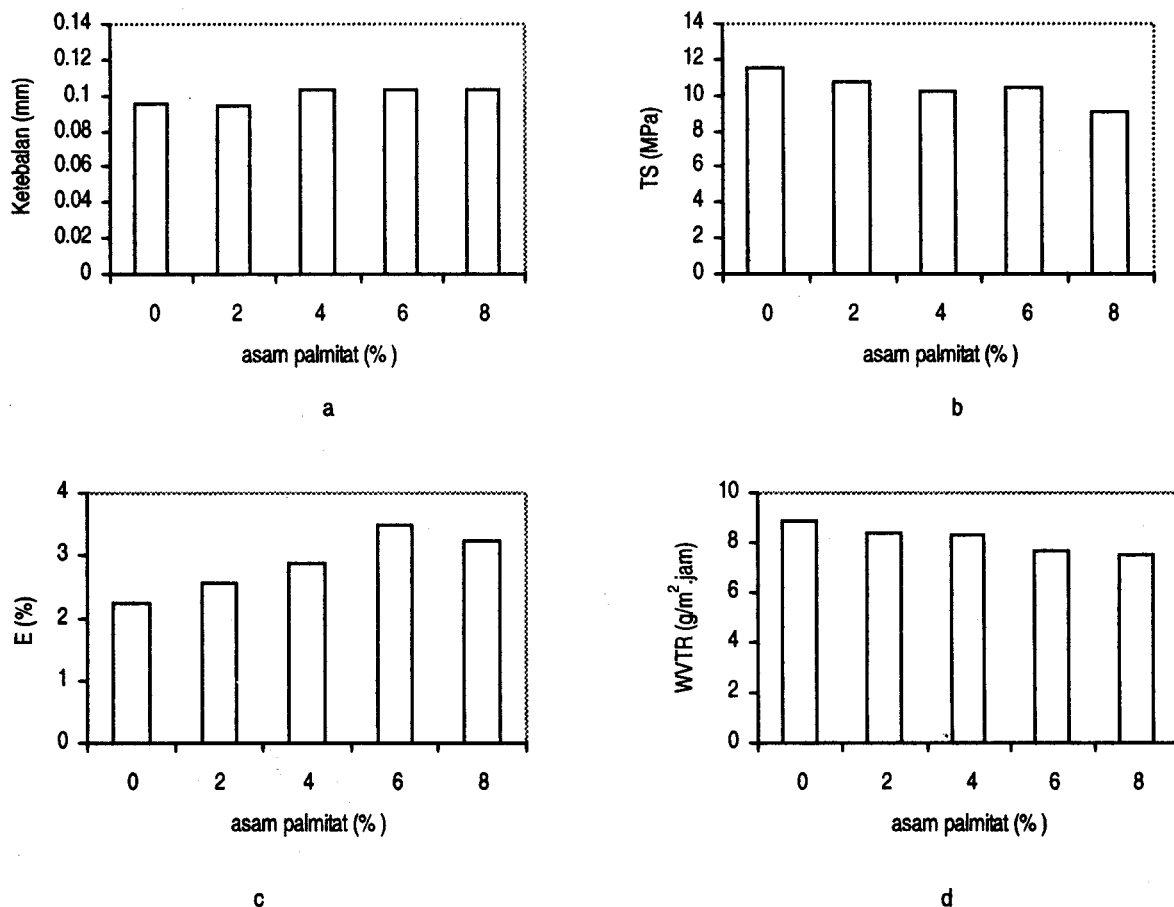 Ketebalan (mm)
0.14
0.12
0.1
0.08
0.06
0.04
0.02
0
0 2 4 6 8
asam palmitat (% )
a
TS (MPa)
14
12
10
8
6
4
2
0
0 2 4 6 8
asam palmitat (% )
b
E (%)
4
3
2
1
0
0 2 4 6 8
asam palmitat (% )
c
WVTR (g/m².jam)
10
8
6
4
2
0
0 2 4 6 8
asam palmitat (% )
d